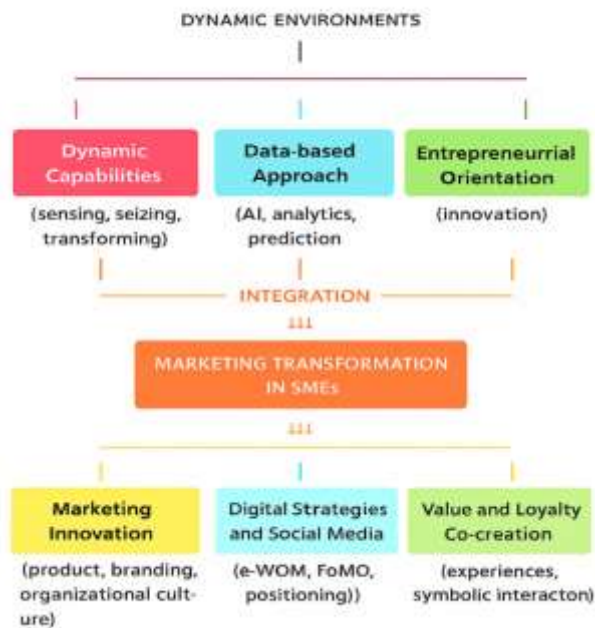 DYNAMIC ENVIRONMENTS
Dynamic
Capabilities
Data-based
Approach
Entrepreneurrial
Orientation
(sensing, seizing,
transforming)
(AI, analytics,
prediction
(innovation)
INTEGRATION
MARKETING TRANSFORMATION
IN SMEs
Marketing
Innovation
Digital Strategies
and Social Media
Value and Loyalty
Co-creation
(product, branding,
organizational cult-
ure)
(e-WOM, FoMO,
positioning))
(experiences,
symbolic interacton)